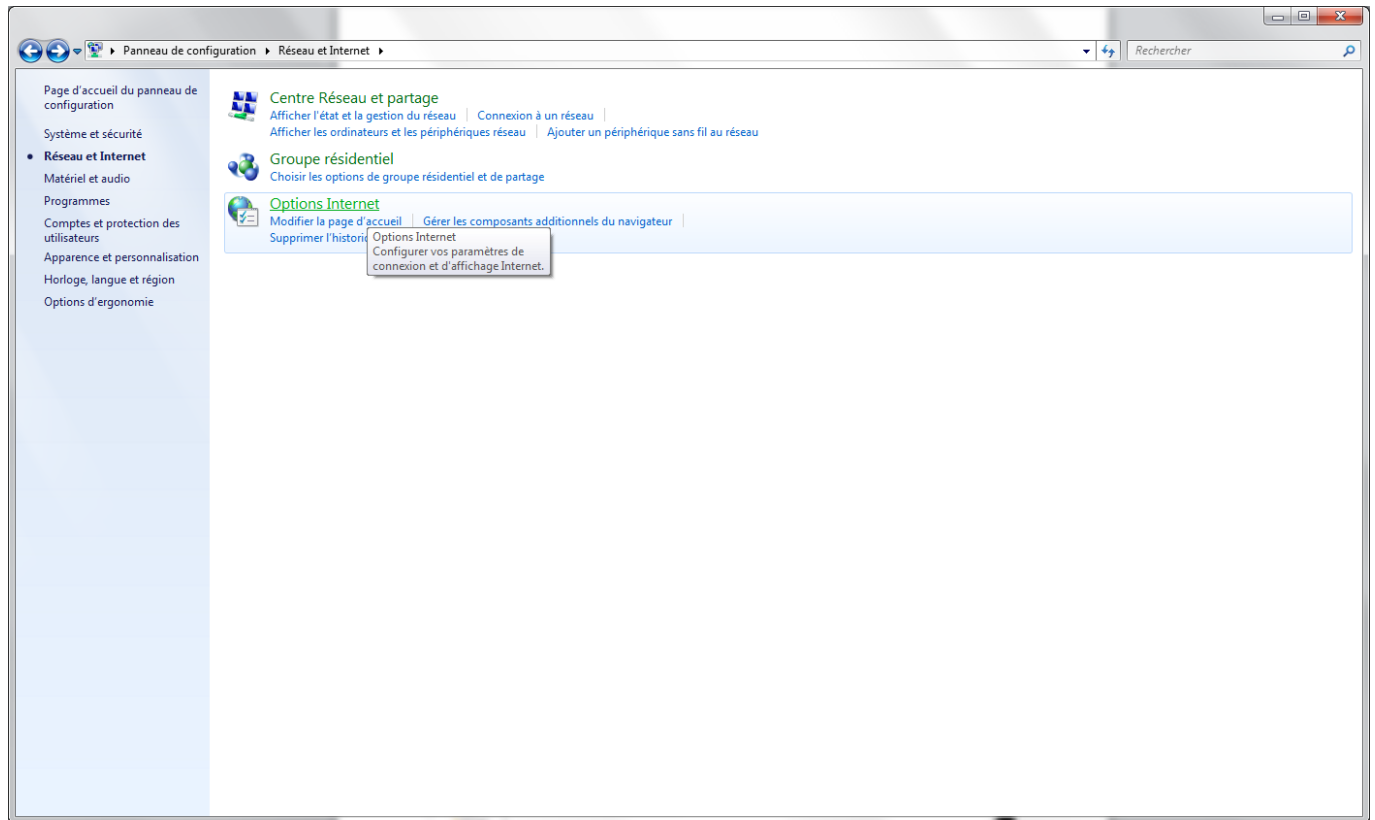 Panneau de configuration Réseau et Internet
Rechercher
Page d'accueil du panneau de
configuration
Système et sécurité
Réseau et Internet
Matériel et audio
Programmes
Comptes et protection des
utilisateurs
Apparence et personnalisation
Horloge, langue et région
Options d'ergonomie
Centre Réseau et partage
Afficher l'état et la gestion du réseau Connexion à un réseau
Afficher les ordinateurs et les périphériques réseau Ajouter un périphérique sans fil au réseau
Groupe résidentiel
Choisir les options de groupe résidentiel et de partage
Options Internet
Modifier la page d'accueil Gérer les composants additionnels du navigateur
Supprimer l'histori
Options Internet
Configurer vos paramètres de
connexion et d'affichage Internet.